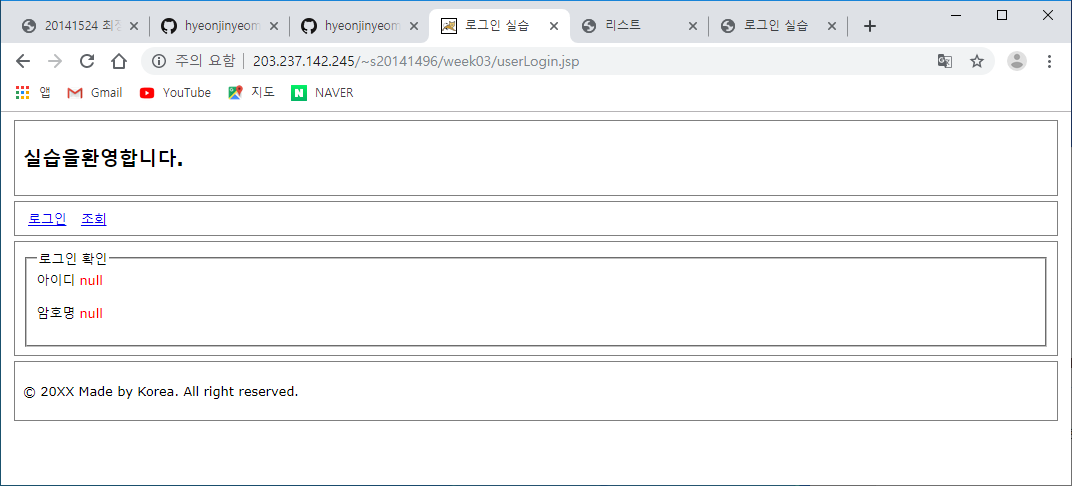 20141524 최종
hyeonjinyeom
hyeonjinyeom
로그인 실습
리스트
로그인 실습
주의 요함 | 203.237.142.245/~s20141496/week03/userLogin.jsp
앱 Gmail YouTube 지도 NAVER
실습을환영합니다.
로그인 조회
로그인 확인
아이디 null
암호명 null
© 20XX Made by Korea. All right reserved.